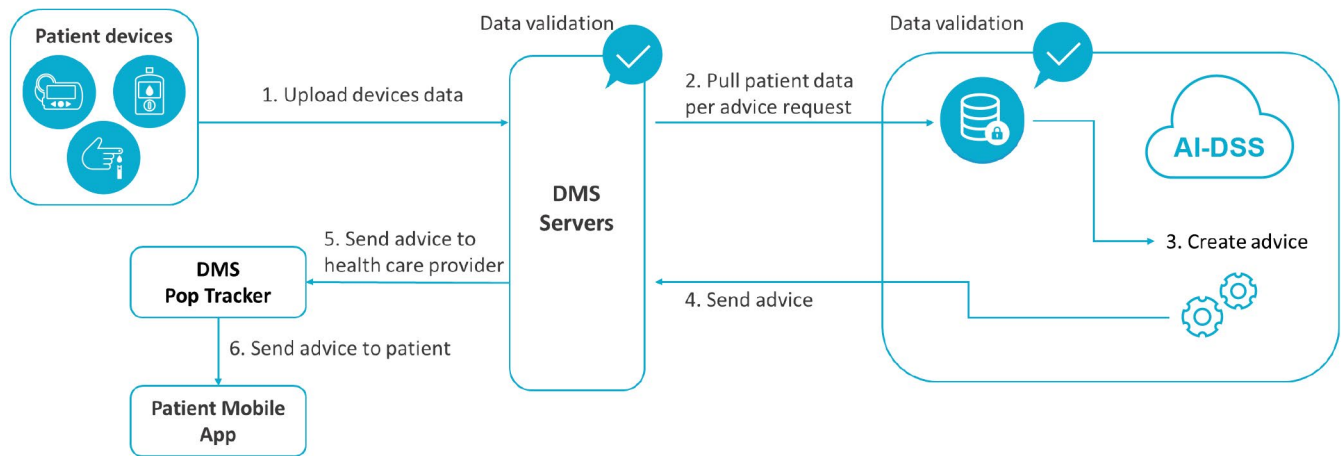 Patient devices
Data validation
Data validation
1. Upload devices data
2. Pull patient data
per advice request
AI-DSS
DMS
Servers
3. Create advice
5. Send advice to
health care provider
4. Send advice
DMS
Pop Tracker
6. Send advice to patient
Patient Mobile
App